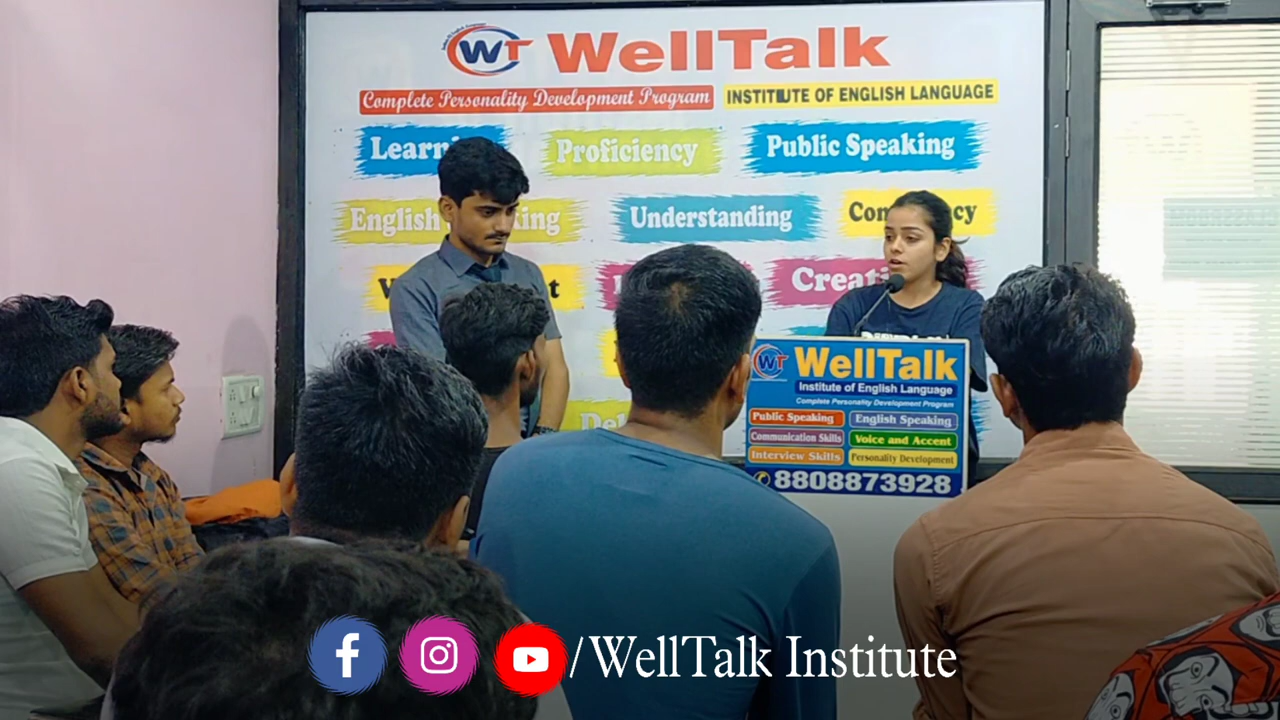 WT WellTalk
Complete Personality Development Program
INSTITUTE OF ENGLISH LANGUAGE
Proficiency
Public Speaking
English
Understanding
WT WellTalk
Institute of English Language
Complete Personality Development Program
Public Speaking
English Speaking
Communication Skills
Voice and Accent
Interview Skills
Personality Development
8808873928
/WellTalk Institute